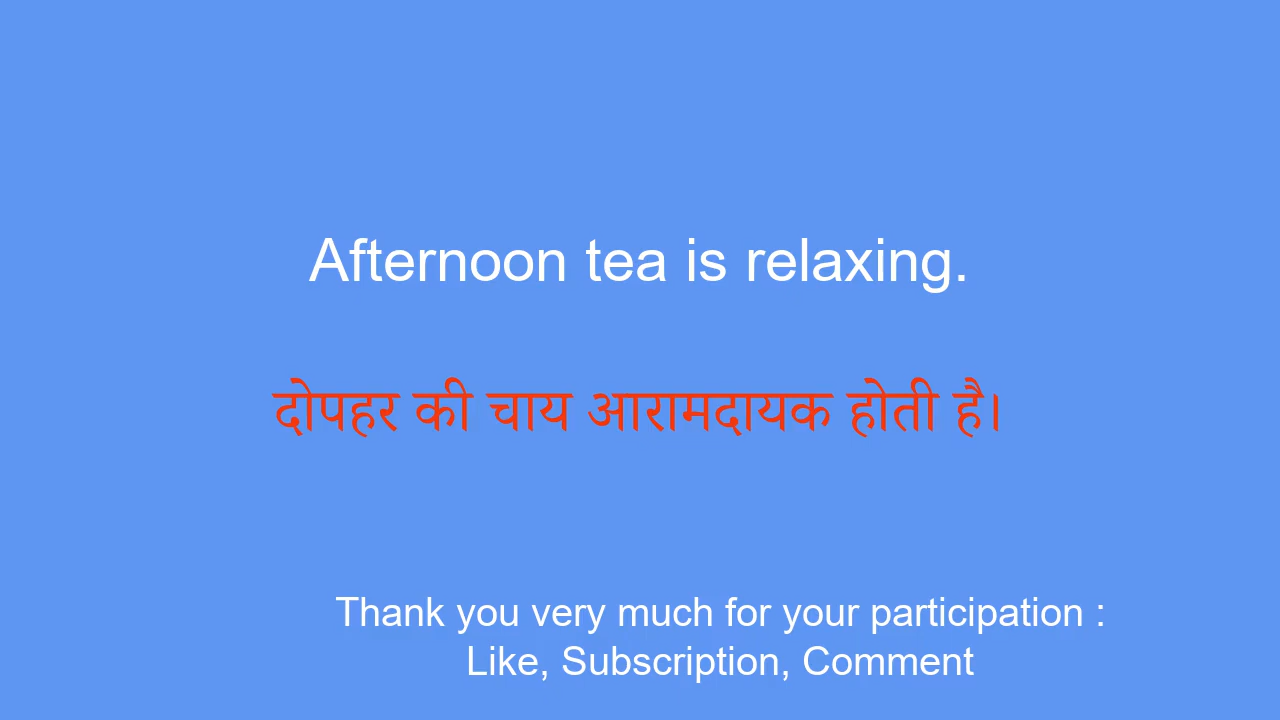 Afternoon tea is relaxing.
दोपहर की चाय आरामदायक होती है।
Thank you very much for your participation :
Like, Subscription, Comment